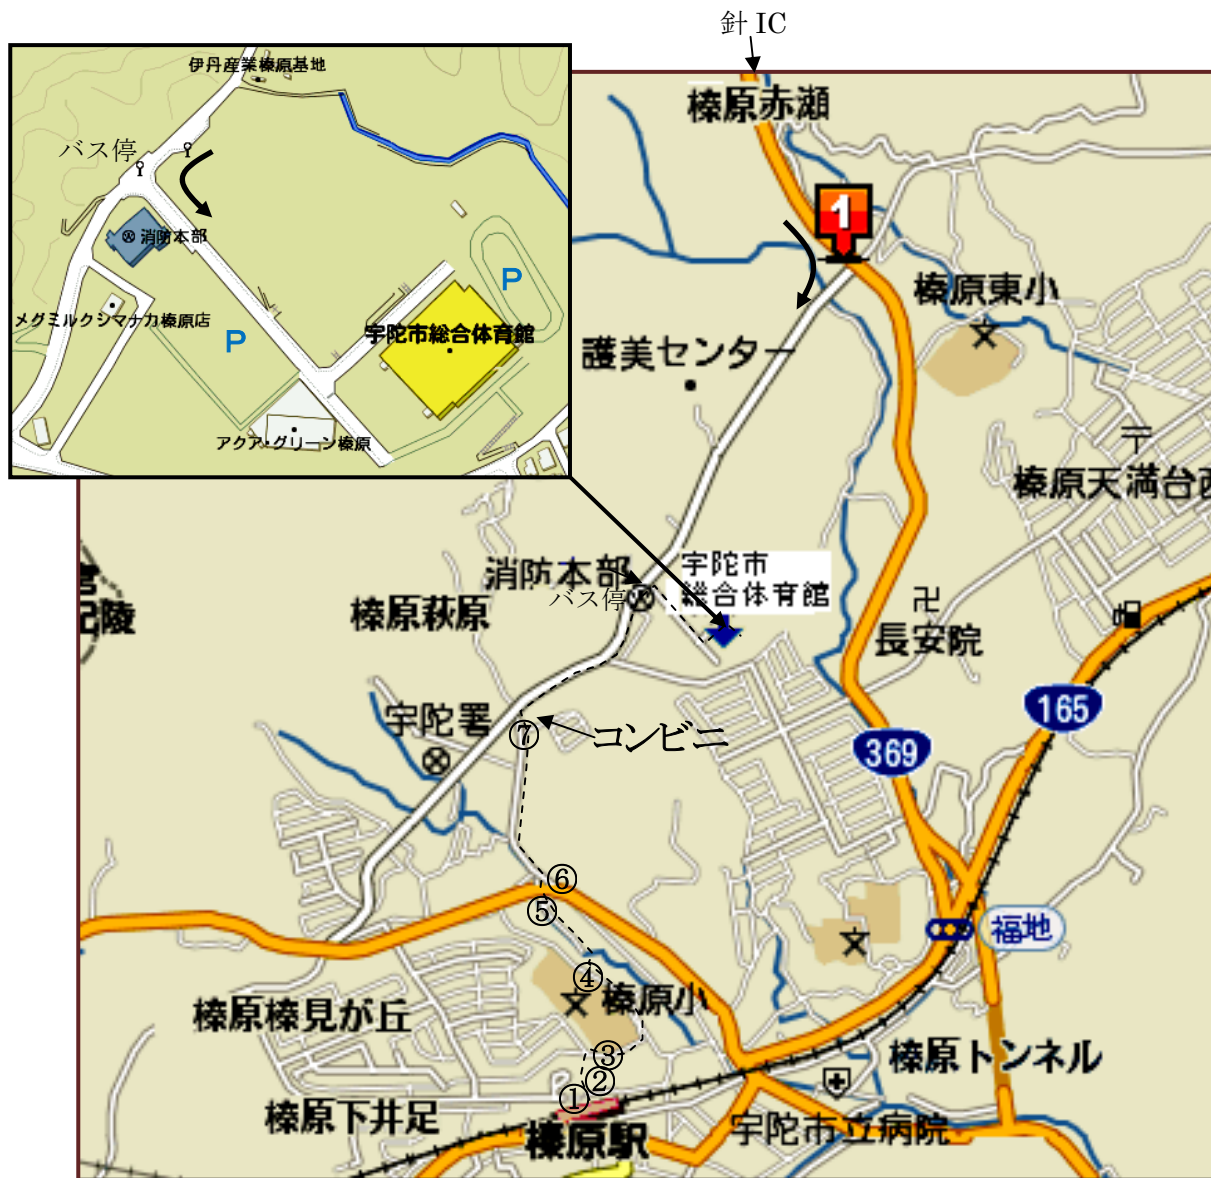 針 IC
伊丹産業榛原基地
バス停
消防本部
メグミルクシマナカ榛原店
P
P
宇陀市総合体育館
アクア・グリーン榛原
榛原赤瀬
1
榛原東小
護美センター
榛原天満台西
消防本部
バス停
宇陀市
総合体育館
榛原萩原
陵
長安院
165
宇陀署
⑦
コンビニ
369
⑥
⑤
福地
④
榛原小
榛原榛見が丘
③
②
①
榛原トンネル
榛原下井足
榛原駅
宇陀市立病院